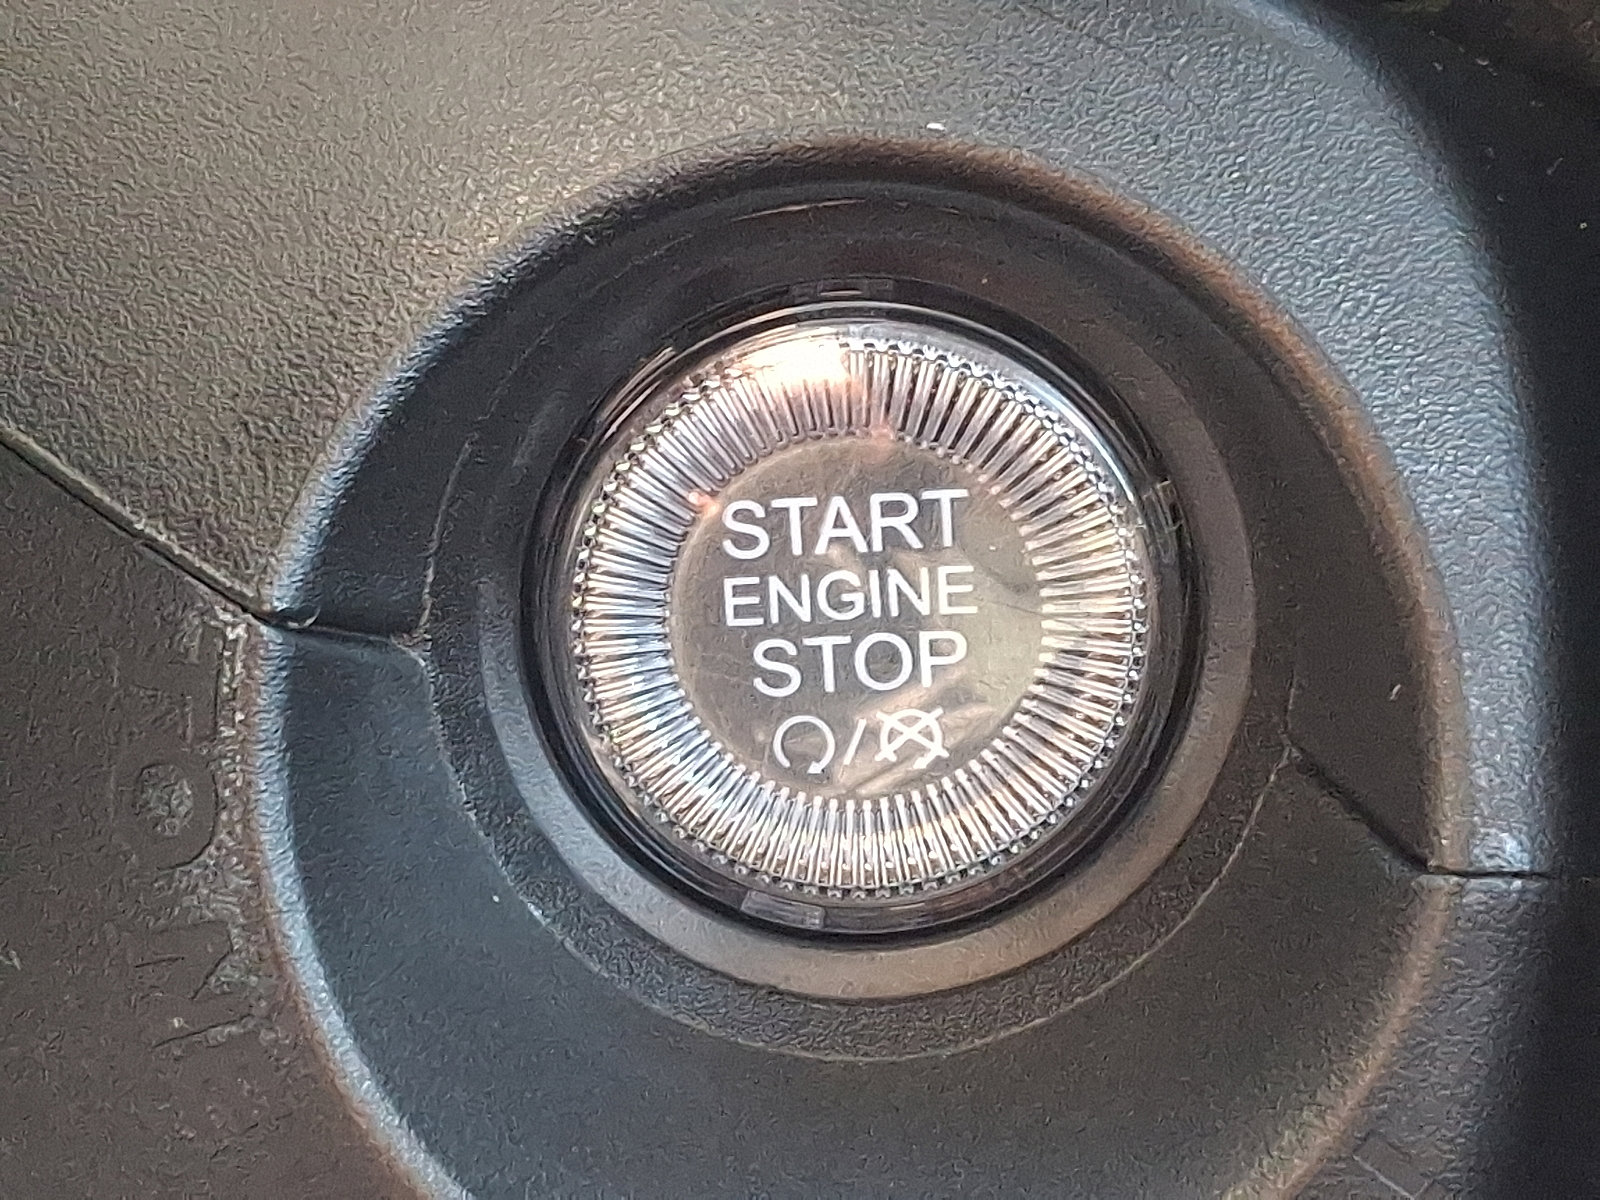 START
ENGINE
STOP
/